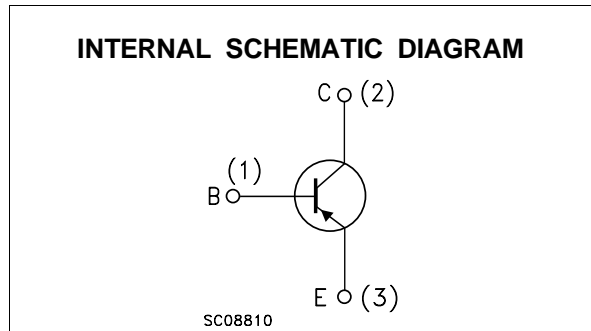 INTERNAL SCHEMATIC DIAGRAM
C (2)
(1)
B
E (3)
SC08810